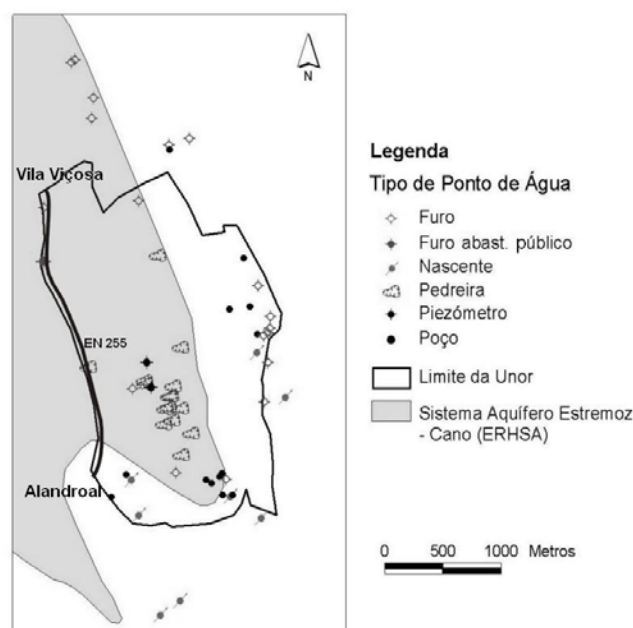 N
Vila Viçosa
EN 255
Alandroal
Legenda
Tipo de Ponto de Água
Furo
Furo abast. público
Nascente
Pedreira
Piezómetro
Poço
Limite da Unor
Sistema Aquífero Estremoz
- Cano (ERHSA)
0 500 1000 Metros